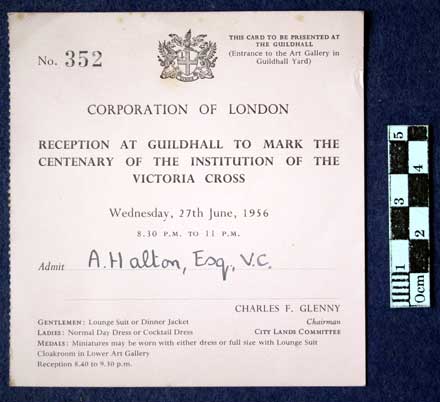 No. 352
THIS CARD TO BE PRESENTED AT
THE GUILDHALL
(Entrance to the Art Gallery in
Guildhall Yard)
CORPORATION OF LONDON
RECEPTION AT GUILDHALL TO MARK THE
CENTENARY OF THE INSTITUTION OF THE
VICTORIA CROSS
Wednesday, 27th June, 1956
8.30 P.M. TO 11 P.M.
Admit A. Halton, Esq., V.C.
CHARLES F. GLENNY
Chairman
CITY LANDS COMMITTEE
GENTLEMEN: Lounge Suit or Dinner Jacket
LADIES: Normal Day Dress or Cocktail Dress
MEDALS: Miniatures may be worn with either dress or full size with Lounge Suit
Cloakroom in Lower Art Gallery
Reception 8.40 to 9.30 p.m.
5
4
3
2
1
0cm